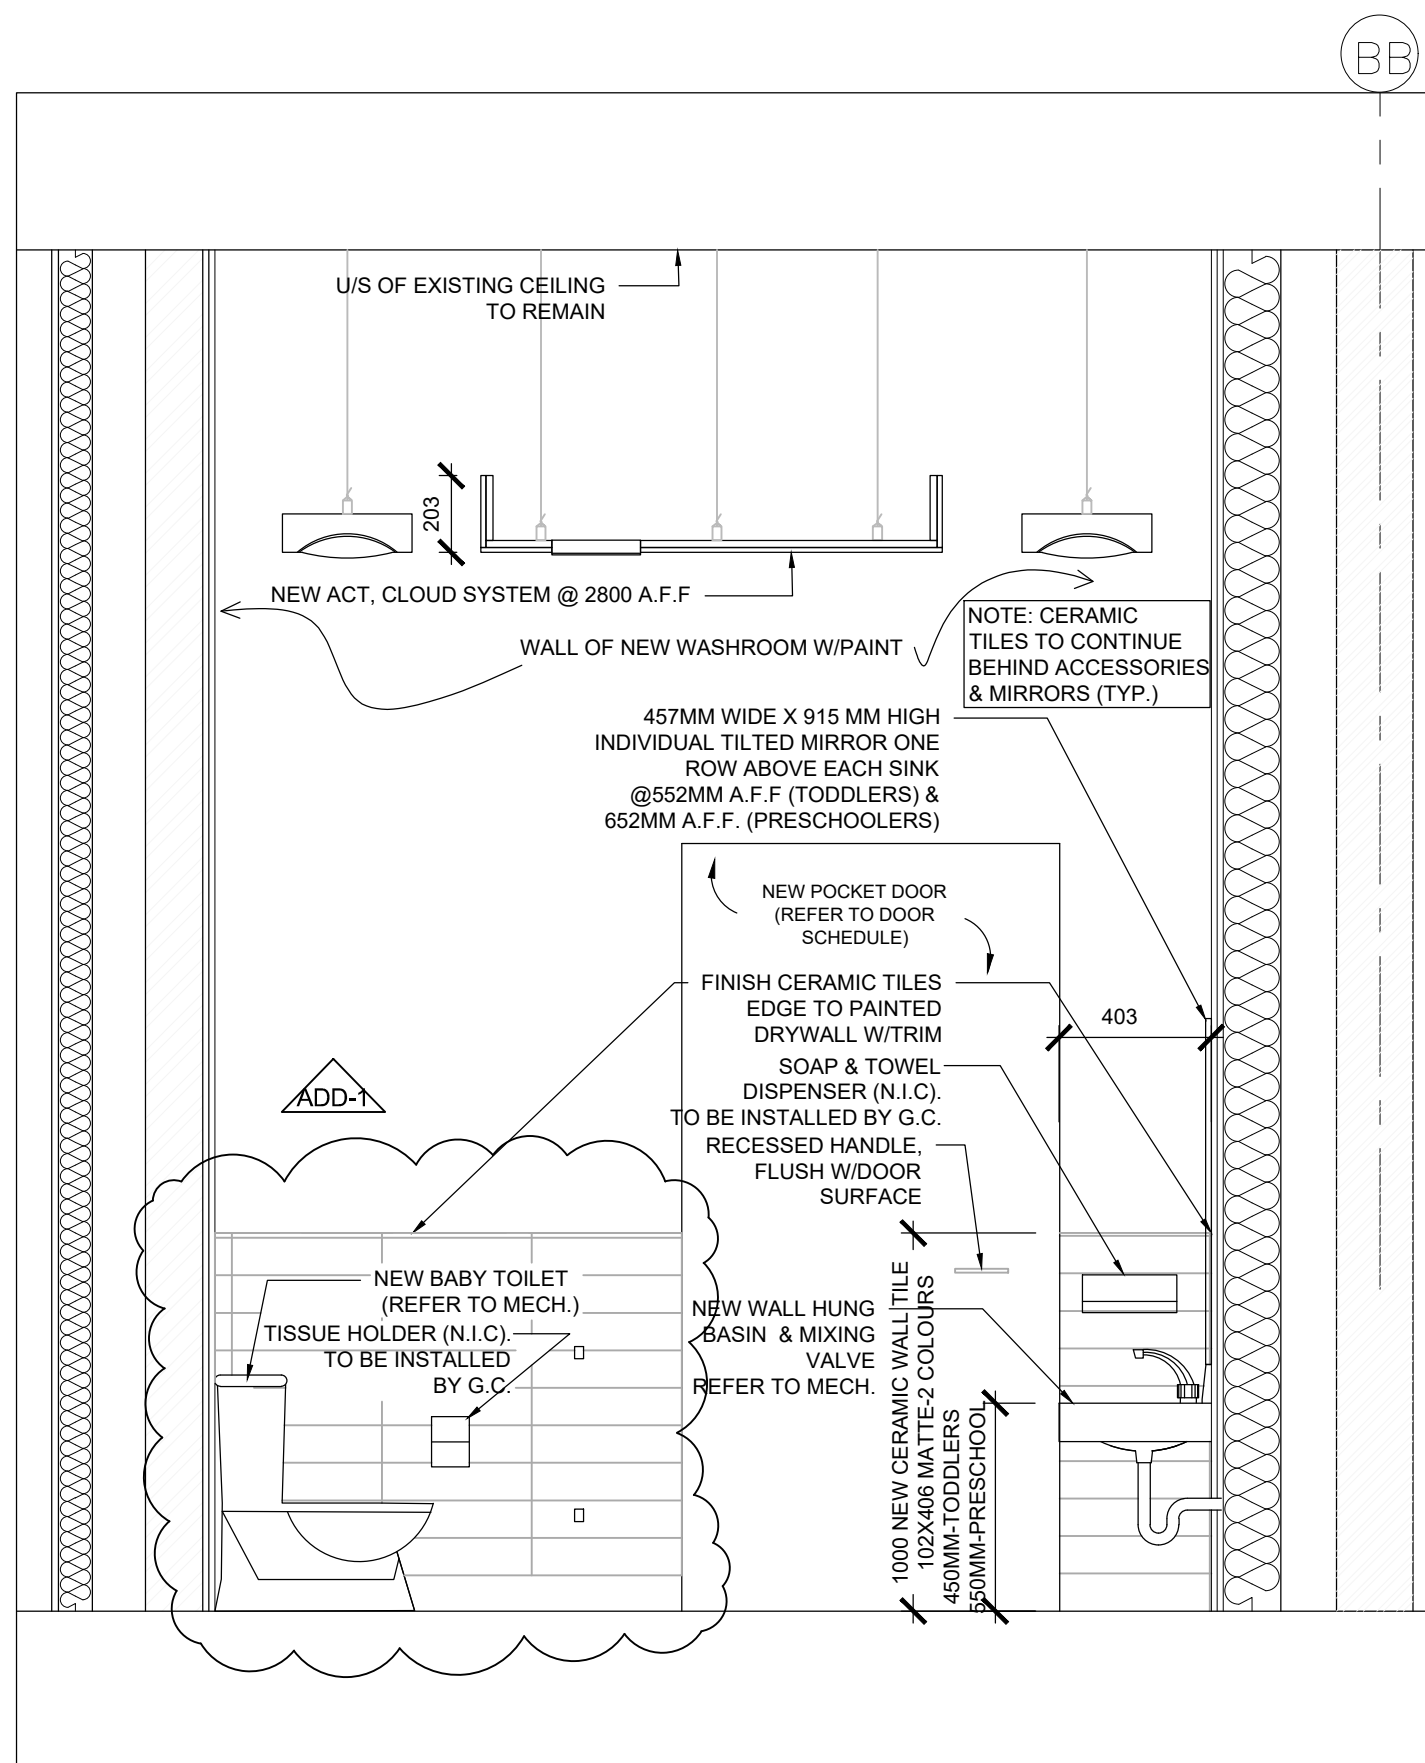 BB
U/S OF EXISTING CEILING
TO REMAIN
203
NEW ACT, CLOUD SYSTEM @ 2800 A.F.F
WALL OF NEW WASHROOM W/PAINT
NOTE: CERAMIC
TILES TO CONTINUE
BEHIND ACCESSORIES
& MIRRORS (TYP.)
457MM WIDE X 915 MM HIGH
INDIVIDUAL TILTED MIRROR ONE
ROW ABOVE EACH SINK
@552MM A.F.F (TODDLERS) &
652MM A.F.F. (PRESCHOOLERS)
NEW POCKET DOOR
(REFER TO DOOR
SCHEDULE)
FINISH CERAMIC TILES
EDGE TO PAINTED
DRYWALL W/TRIM
403
SOAP & TOWEL
DISPENSER (N.I.C).
TO BE INSTALLED BY G.C.
ADD-1
RECESSED HANDLE,
FLUSH W/DOOR
SURFACE
NEW BABY TOILET
(REFER TO MECH.)
TISSUE HOLDER (N.I.C).
TO BE INSTALLED
BY G.C.
NEW WALL HUNG
BASIN & MIXING
VALVE
REFER TO MECH.
1000 NEW CERAMIC WALL TILE
102X406 MATTE-2 COLOURS
450MM-TODDLERS
550MM-PRESCHOOL